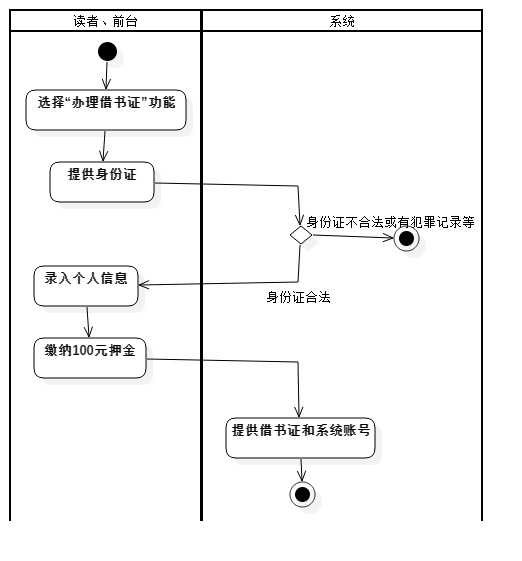 读者、前台
系统
选择“办理借书证”功能
提供身份证
身份证不合法或有犯罪记录等
录入个人信息
身份证合法
缴纳100元押金
提供借书证和系统账号